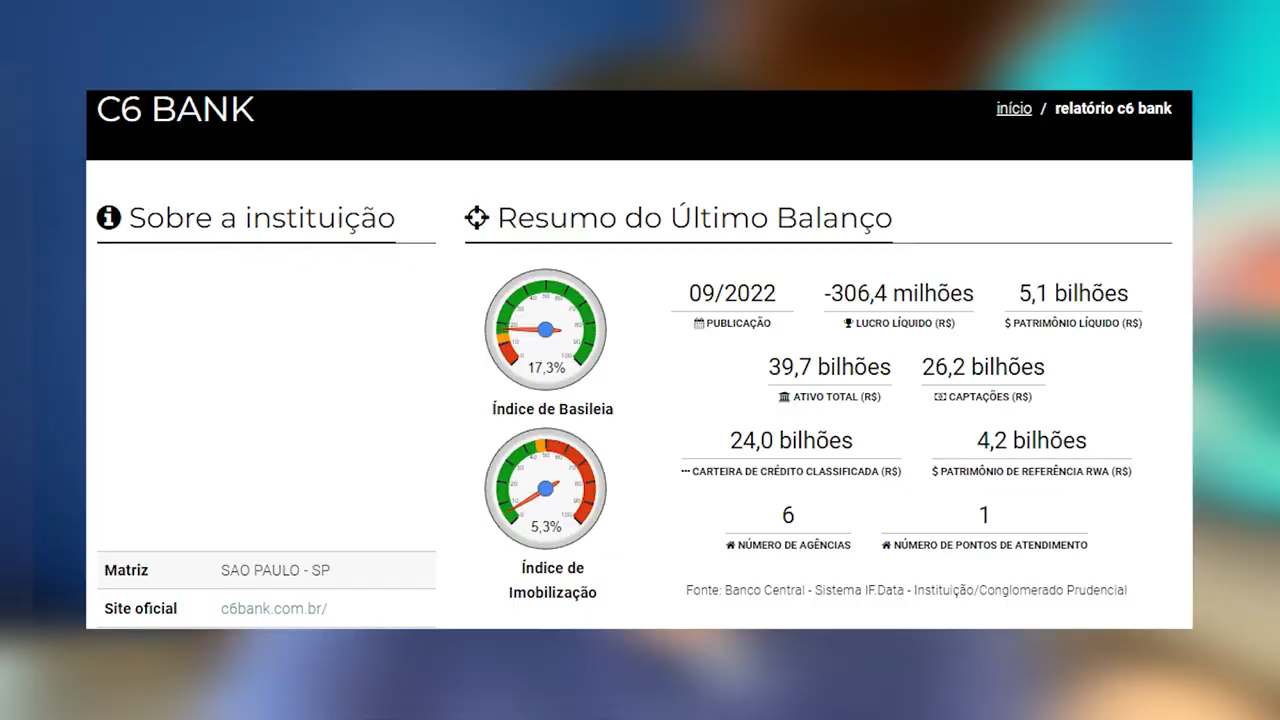 C6 BANK
início / relatório c6 bank
Sobre a instituição
Resumo do Último Balanço
17,3%
Índice de Basileia
5,3%
Índice de
Imobilização
09/2022
PUBLICAÇÃO
-306,4 milhões
LUCRO LÍQUIDO (R$)
5,1 bilhões
PATRIMÔNIO LÍQUIDO (R$)
39,7 bilhões
ATIVO TOTAL (R$)
26,2 bilhões
CAPTAÇÕES (R$)
24,0 bilhões
CARTEIRA DE CRÉDITO CLASSIFICADA (R$)
4,2 bilhões
PATRIMÔNIO DE REFERÊNCIA RWA (R$)
6
NÚMERO DE AGÊNCIAS
1
NÚMERO DE PONTOS DE ATENDIMENTO
Fonte: Banco Central - Sistema IF.Data - Instituição/Conglomerado Prudencial
Matriz SAO PAULO - SP
Site oficial c6bank.com.br/